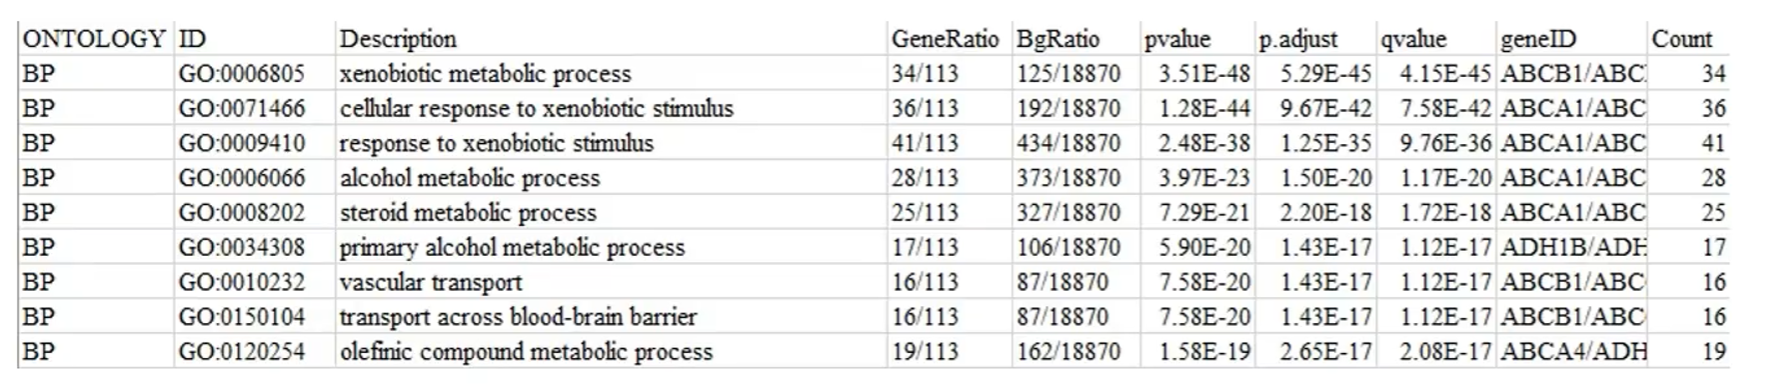 ONTOLOGY ID Description GeneRatio BgRatio pvalue p.adjust qvalue geneID Count
BP GO:0006805 xenobiotic metabolic process 34/113 125/18870 3.51E-48 5.29E-45 4.15E-45 ABCB1/ABC 34
BP GO:0071466 cellular response to xenobiotic stimulus 36/113 192/18870 1.28E-44 9.67E-42 7.58E-42 ABCA1/ABC 36
BP GO:0009410 response to xenobiotic stimulus 41/113 434/18870 2.48E-38 1.25E-35 9.76E-36 ABCA1/ABC 41
BP GO:0006066 alcohol metabolic process 28/113 373/18870 3.97E-23 1.50E-20 1.17E-20 ABCA1/ABC 28
BP GO:0008202 steroid metabolic process 25/113 327/18870 7.29E-21 2.20E-18 1.72E-18 ABCA1/ABC 25
BP GO:0034308 primary alcohol metabolic process 17/113 106/18870 5.90E-20 1.43E-17 1.12E-17 ADH1B/ADH 17
BP GO:0010232 vascular transport 16/113 87/18870 7.58E-20 1.43E-17 1.12E-17 ABCB1/ABC 16
BP GO:0150104 transport across blood-brain barrier 16/113 87/18870 7.58E-20 1.43E-17 1.12E-17 ABCB1/ABC 16
BP GO:0120254 olefinic compound metabolic process 19/113 162/18870 1.58E-19 2.65E-17 2.08E-17 ABCA4/ADH 19